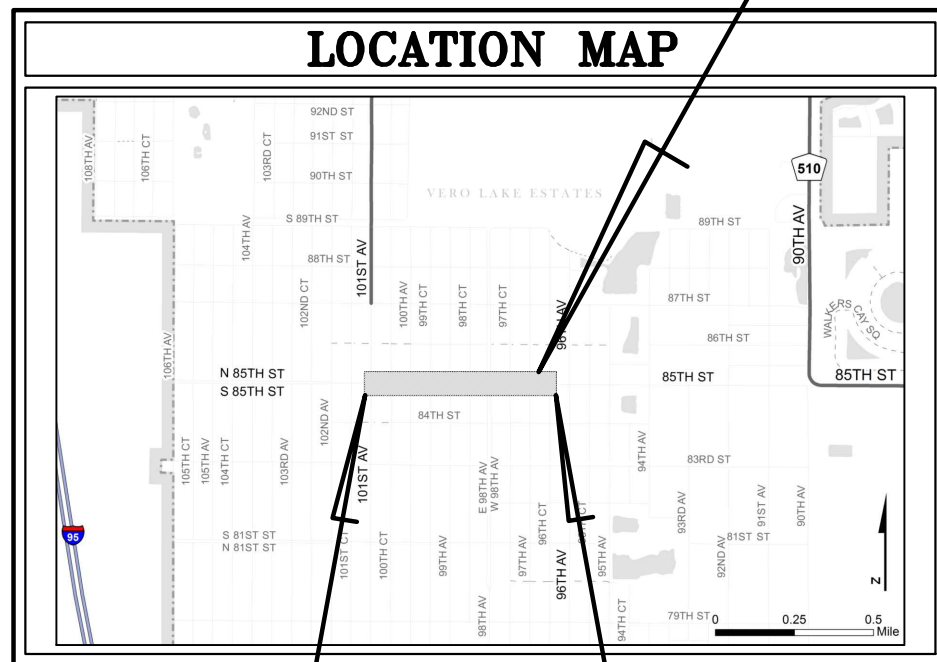 LOCATION MAP
92ND ST
91ST ST
90TH ST
108TH AV
106TH CT
103RD CT
510
VERO LAKE ESTATES
S 89TH ST
89TH ST
104TH AV
101ST AV
90TH AV
88TH ST
102ND CT
100TH AV
99TH CT
98TH CT
97TH CT
87TH ST
WALKERS CAY SQ
96TH AV
86TH ST
106TH AV
N 85TH ST
S 85TH ST
85TH ST
85TH ST
84TH ST
102ND AV
105TH CT
105TH AV
104TH CT
103RD AV
101ST AV
E 98TH AV
W 98TH AV
94TH AV
83RD ST
96TH CT
93RD AV
91ST AV
90TH AV
95
S 81ST ST
N 81ST ST
81ST ST
101ST CT
100TH CT
99TH AV
97TH AV
96TH AV
95TH AV
92ND AV
98TH AV
94TH CT
79TH ST
Z
0 0.25 0.5
Mile